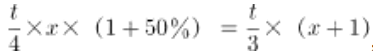 t/4 × x × (1+50%) = t/3 × (x+1),